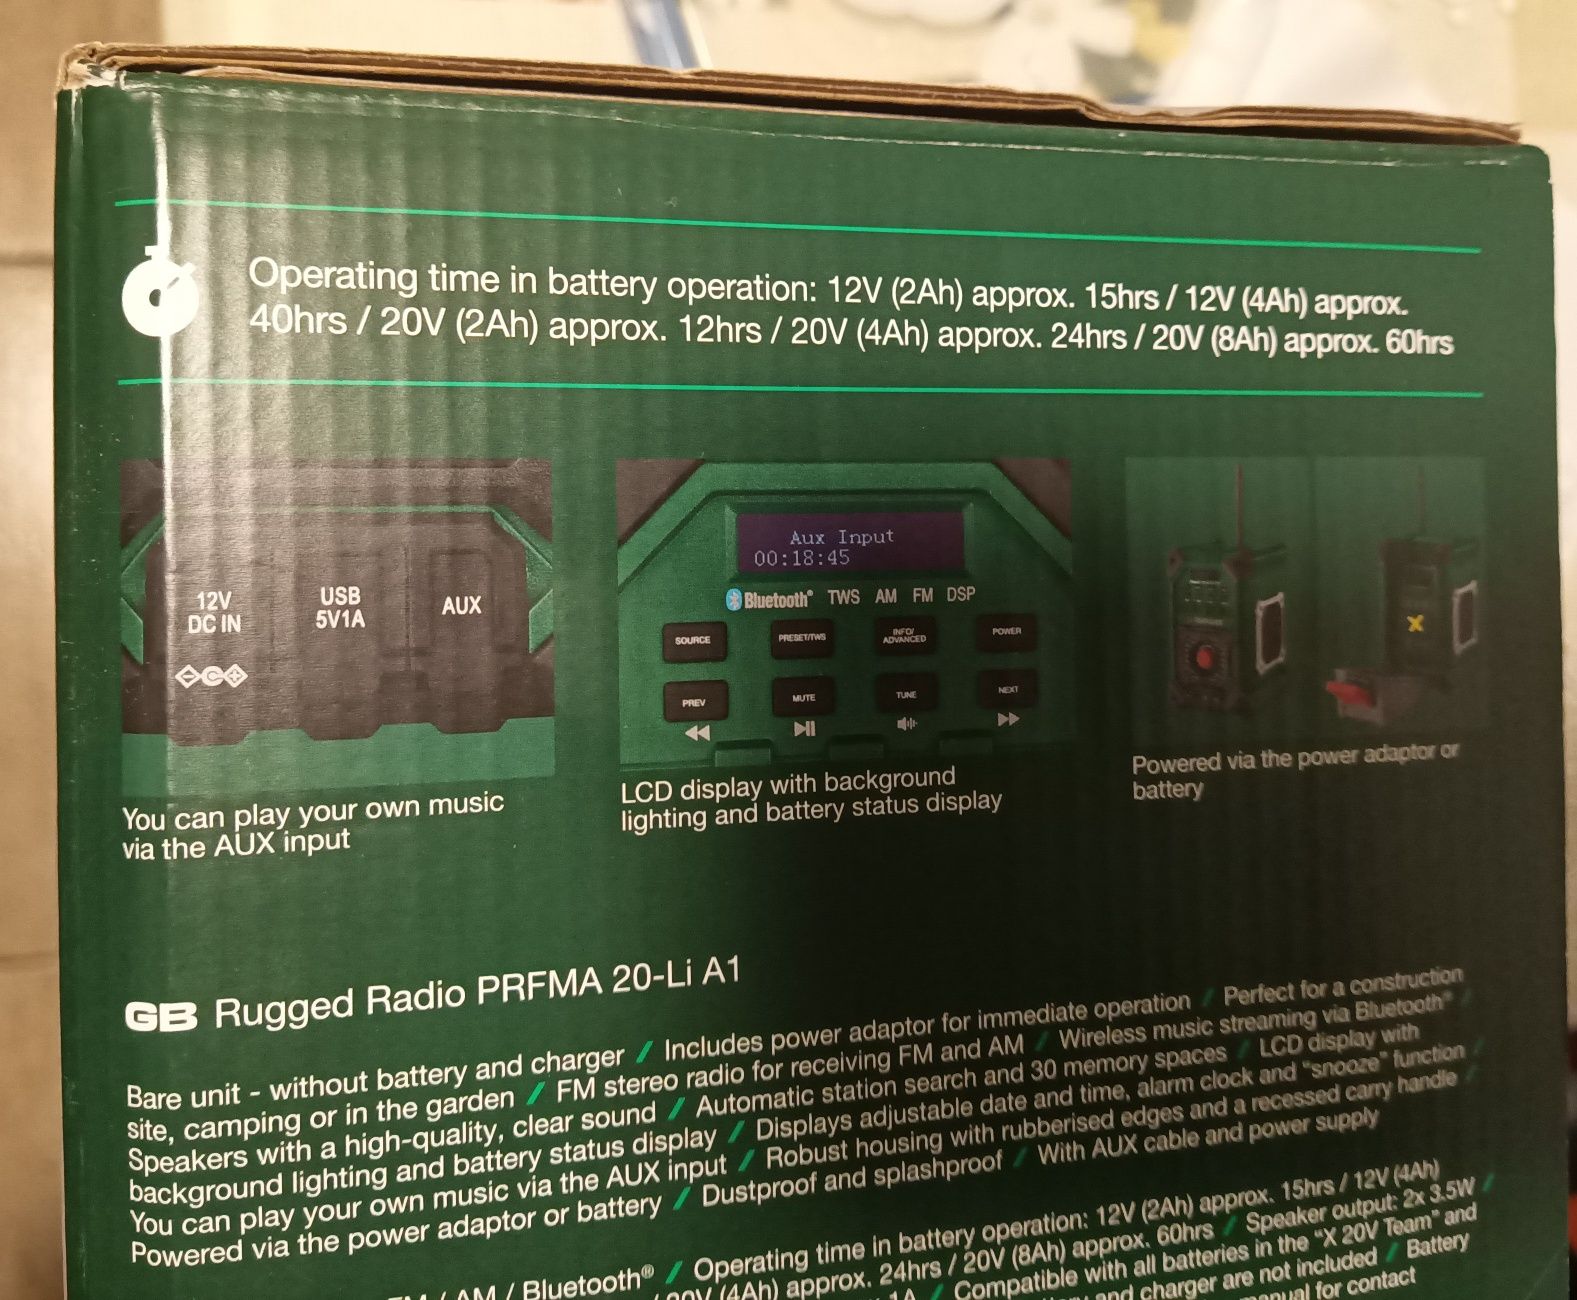 Operating time in battery operation: 12V (2Ah) approx. 15hrs / 12V (4Ah) approx.
40hrs / 20V (2Ah) approx. 12hrs / 20V (4Ah) approx. 24hrs / 20V (8Ah) approx. 60hrs
12V
DC IN
USB
5V1A
AUX
You can play your own music
via the AUX input
Aux Input
00:18:45
Bluetooth® TWS AM FM DSP
SOURCE PRESET/TWS INFO/
ADVANCED POWER
PREV MUTE TUNE NEXT
LCD display with background
lighting and battery status display
Powered via the power adaptor or
battery
GB Rugged Radio PRFMA 20-Li A1
Bare unit - without battery and charger / Includes power adaptor for immediate operation / Perfect for a construction
site, camping or in the garden / FM stereo radio for receiving FM and AM / Wireless music streaming via Bluetooth® /
Speakers with a high-quality, clear sound / Automatic station search and 30 memory spaces / LCD display with
background lighting and battery status display / Displays adjustable date and time, alarm clock and "snooze" function /
You can play your own music via the AUX input / Robust housing with rubberised edges and a recessed carry handle /
Powered via the power adaptor or battery / Dustproof and splashproof / With AUX cable and power supply
/ AM / Bluetooth® / Operating time in battery operation: 12V (2Ah) approx. 15hrs / 12V (4Ah)
(4Ah) approx. 24hrs / 20V (8Ah) approx. 60hrs / Speaker output: 2x 3.5W /
1A / Compatible with all batteries in the "X 20V Team" and
and charger are not included / Battery
manual for contact